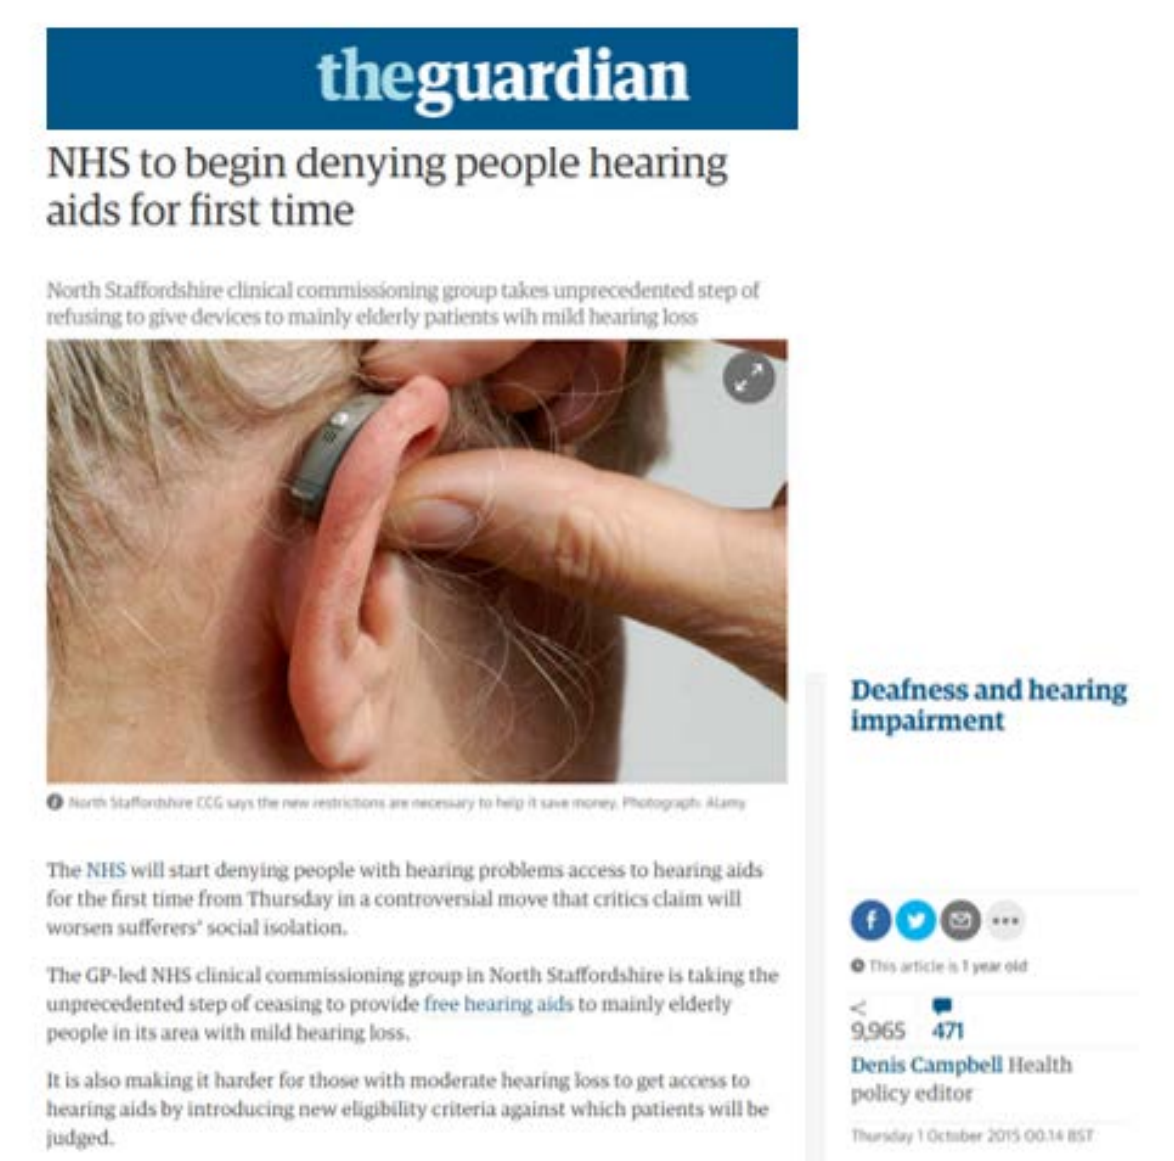 theguardian
NHS to begin denying people hearing
aids for first time
North Staffordshire clinical commissioning group takes unprecedented step of
refusing to give devices to mainly elderly patients wih mild hearing loss
North Staffordshire CCG says the new restrictions are necessary to help it save money. Photograph: Alamy
The NHS will start denying people with hearing problems access to hearing aids
for the first time from Thursday in a controversial move that critics claim will
worsen sufferers' social isolation.
The GP-led NHS clinical commissioning group in North Staffordshire is taking the
unprecedented step of ceasing to provide free hearing aids to mainly elderly
people in its area with mild hearing loss.
It is also making it harder for those with moderate hearing loss to get access to
hearing aids by introducing new eligibility criteria against which patients will be
judged.
Deafness and hearing
impairment
This article is 1 year old
9,965 471
Denis Campbell Health
policy editor
Thursday 1 October 2015 00.14 BST